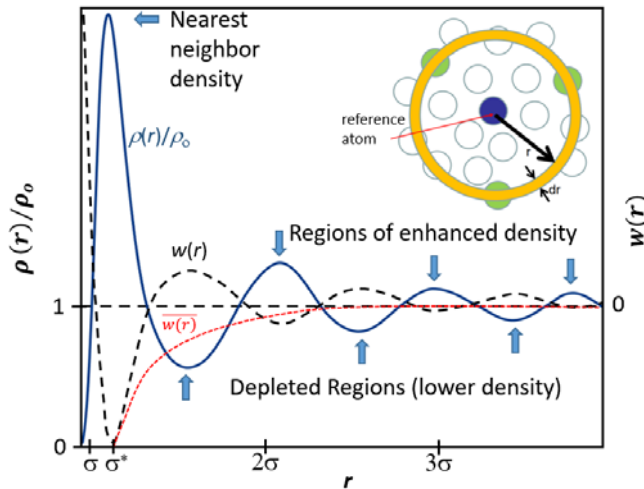 Nearest
neighbor
density
ρ(r)/ρₒ
reference
atom
r
dr
w(r)
Regions of enhanced density
ρ(r)/ρₒ
w(r)
1
0
w(r)
Depleted Regions (lower density)
0
σ σ* 2σ 3σ
r